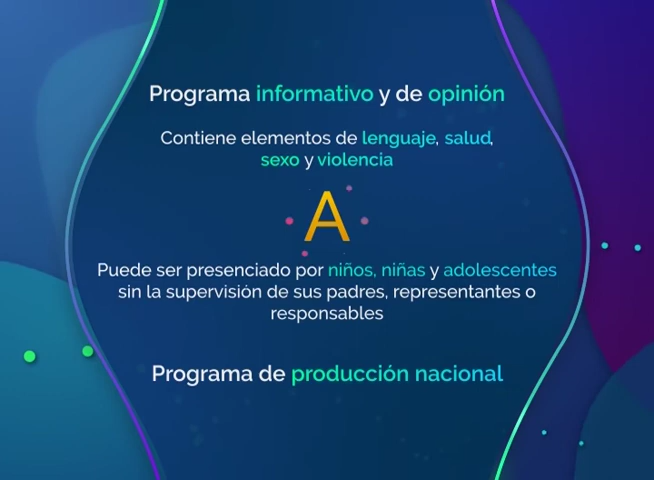 Programa informativo y de opinión
Contiene elementos de lenguaje, salud,
sexo y violencia
A
Puede ser presenciado por niños, niñas y adolescentes
sin la supervisión de sus padres, representantes o
responsables
Programa de producción nacional